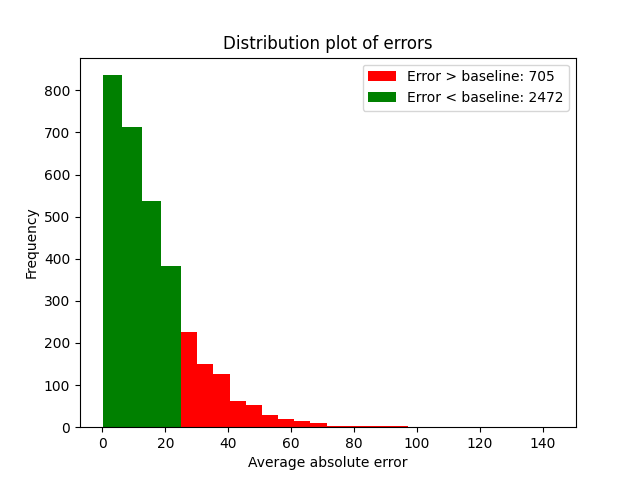 Distribution plot of errors
Error > baseline: 705
Error < baseline: 2472
800
700
600
500
400
300
200
100
0
Frequency
0 20 40 60 80 100 120 140
Average absolute error